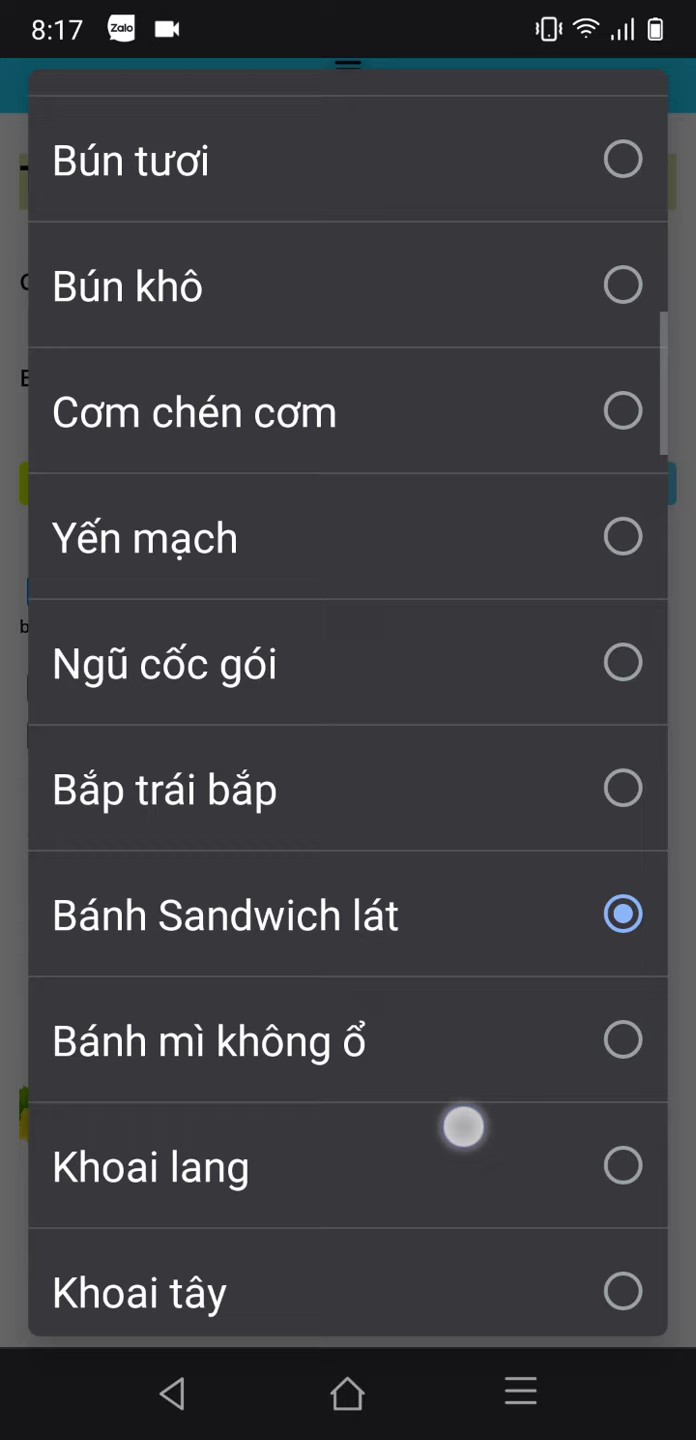 8:17
Zalo
Bún tươi
Bún khô
Cơm chén cơm
Yến mạch
Ngũ cốc gói
Bắp trái bắp
Bánh Sandwich lát
Bánh mì không ổ
Khoai lang
Khoai tây